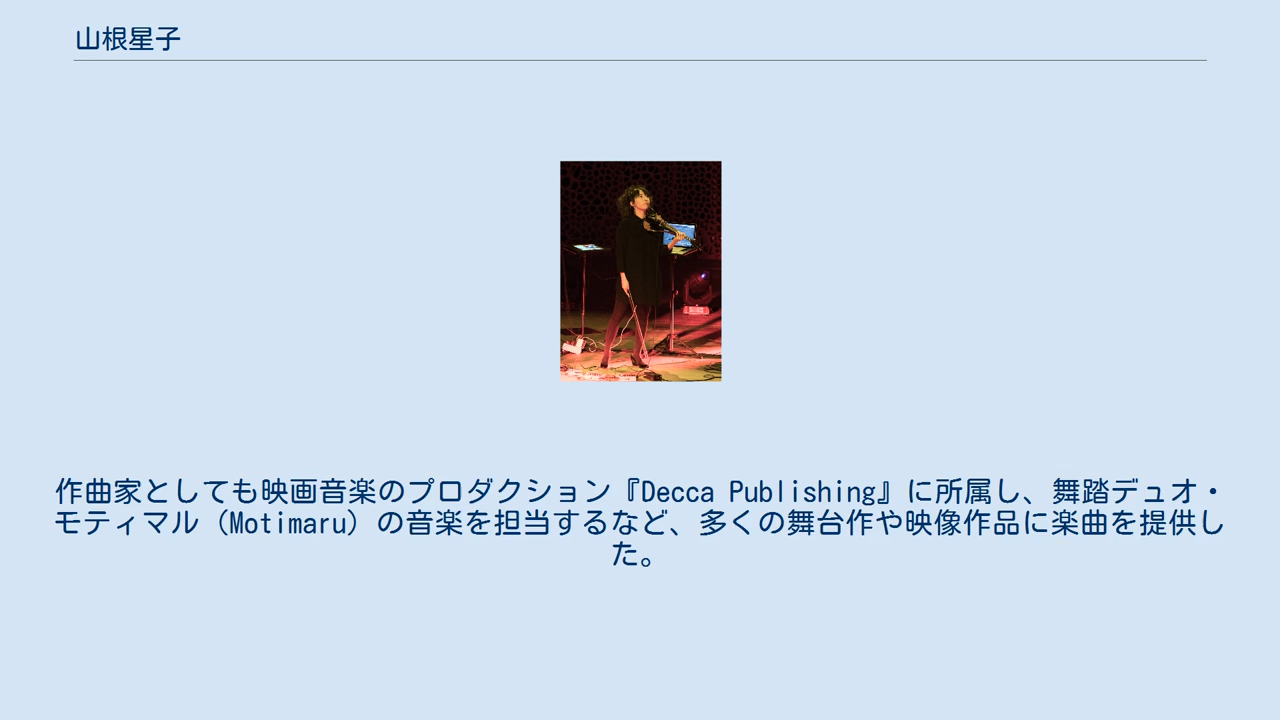 山根星子
作曲家としても映画音楽のプロダクション『Decca Publishing』に所属し、舞踏デュオ・
モティマル（Motimaru）の音楽を担当するなど、多くの舞台作や映像作品に楽曲を提供し
た。